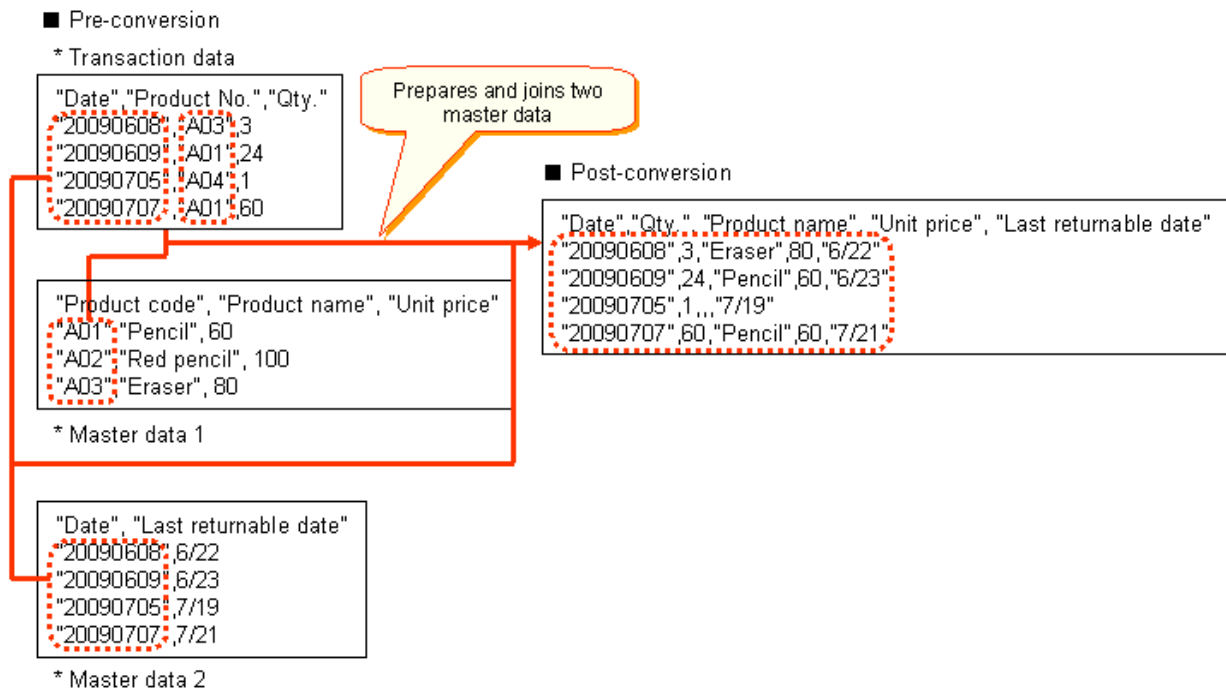 ■ Pre-conversion
* Transaction data
"Date","Product No.","Qty."
"20090608","A03",3
"20090609","A01",24
"20090705","A04",1
"20090707","A01",60
Prepares and joins two
master data
■ Post-conversion
"Date","Qty.", "Product name", "Unit price", "Last returnable date"
"20090608",3,"Eraser",80,"6/22"
"20090609",24,"Pencil",60,"6/23"
"20090705",1,,,"7/19"
"20090707",60,"Pencil",60,"7/21"
"Product code", "Product name", "Unit price"
"A01","Pencil", 60
"A02","Red pencil", 100
"A03","Eraser", 80
* Master data 1
"Date", "Last returnable date"
"20090608",6/22
"20090609",6/23
"20090705",7/19
"20090707",7/21
* Master data 2